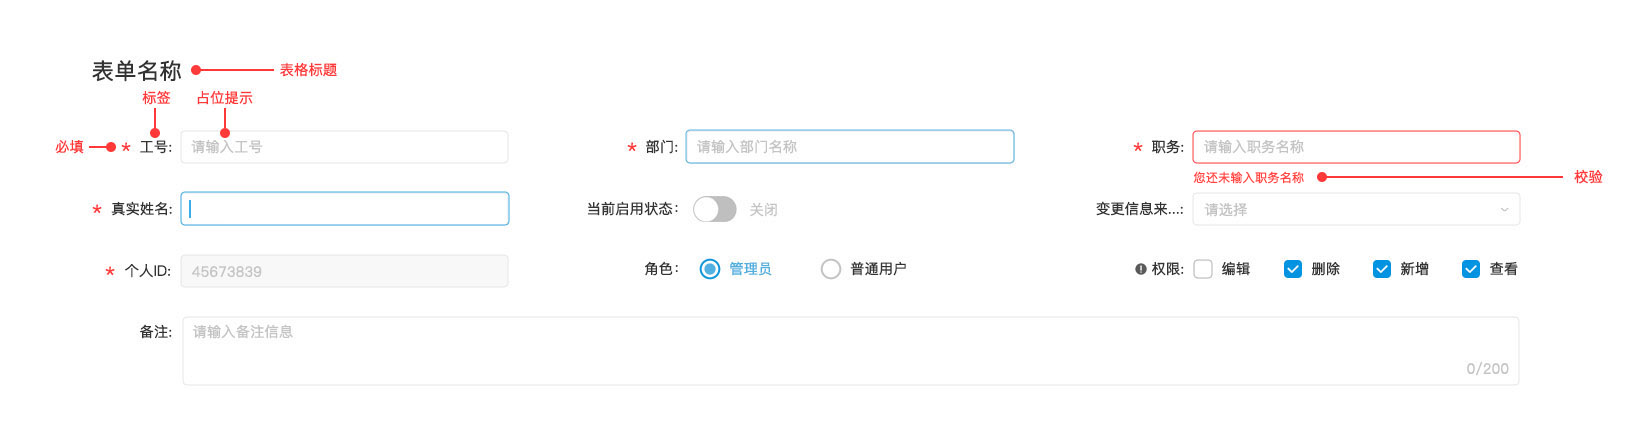 表单名称 表格标题
标签 占位提示
必填 * 工号: 请输入工号 * 部门: 请输入部门名称 * 职务: 请输入职务名称
您还未输入职务名称 校验
* 真实姓名: 当前启用状态: 关闭 变更信息来...: 请选择
* 个人ID: 45673839 角色: 管理员 普通用户 权限: 编辑 删除 新增 查看
备注: 请输入备注信息
0/200